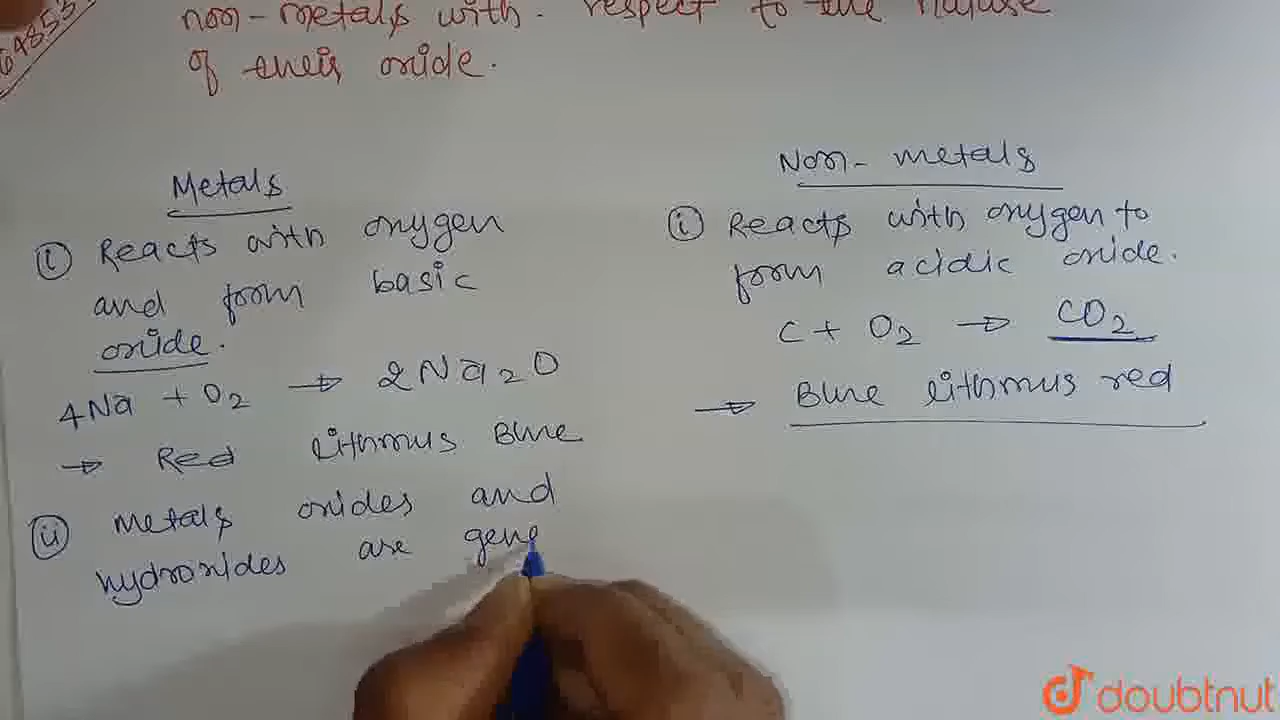 non-metals with. respect to the nature
of their oxide.
Metals
(i) Reacts with oxygen
and form basic
oxide.
4Na + O2 → 2Na2O
→ Red lithmus Blue
(ii) Metals oxides and
hydroxides are gene
Non-metals
(i) Reacts with oxygen to
form acidic oxide.
C + O2 → CO2
→ Blue lithmus red
doubtnut